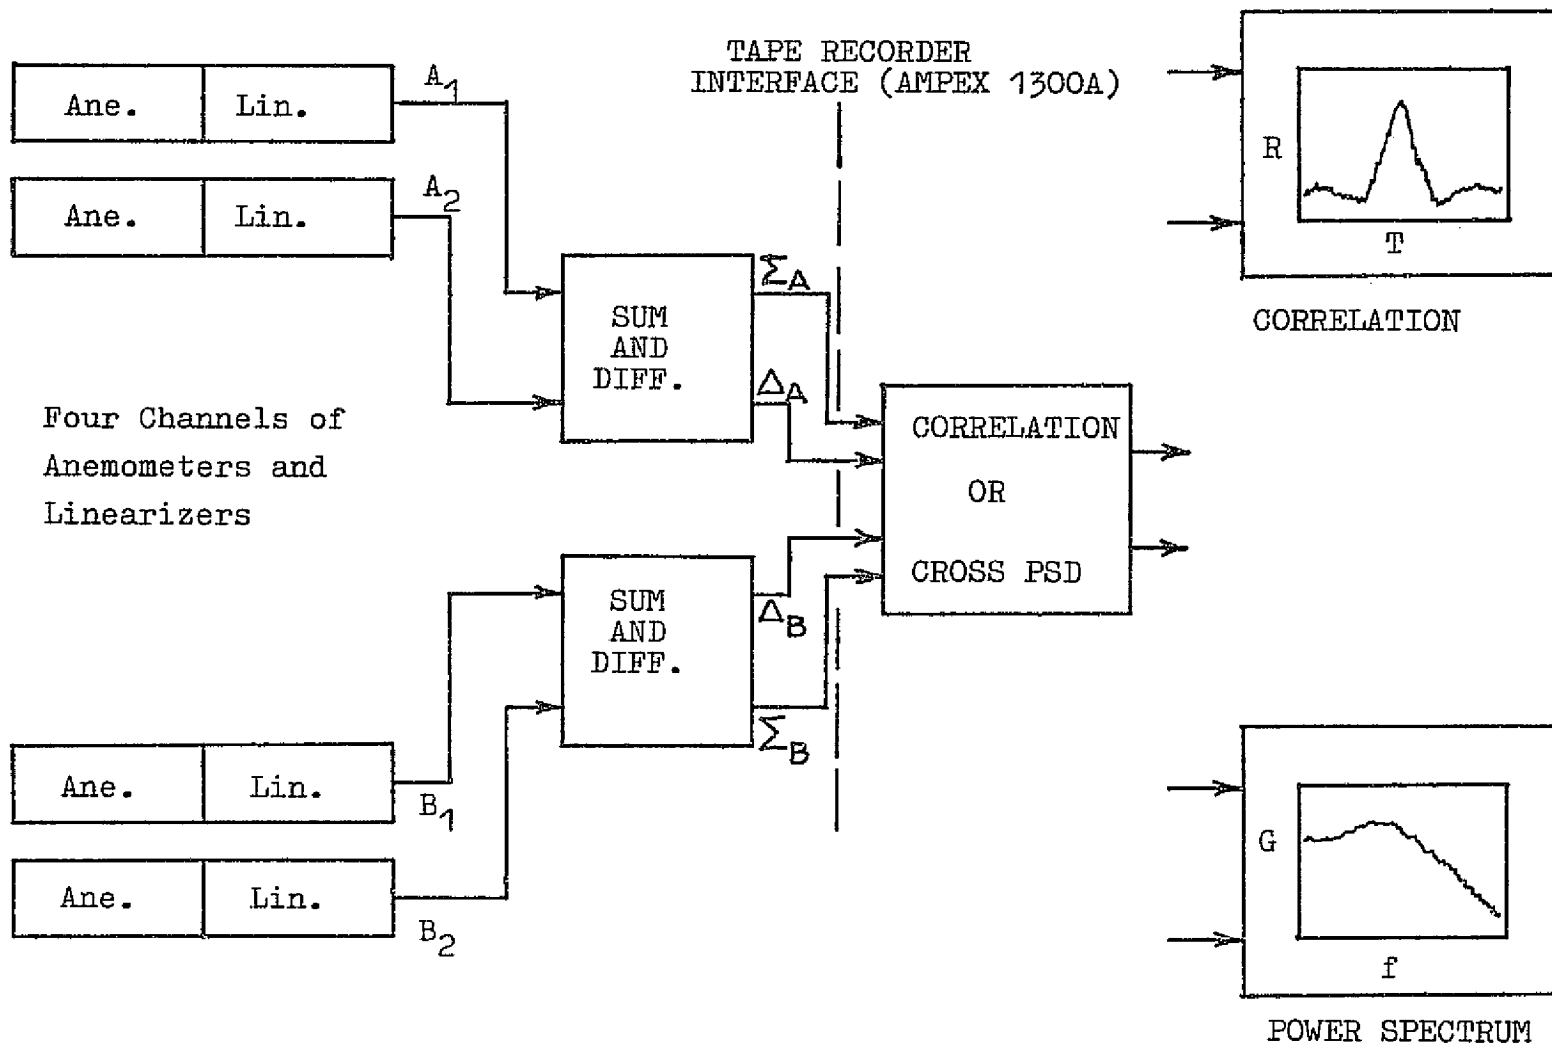 TAPE RECORDER
INTERFACE (AMPEX 1300A)
Ane. Lin.
A1
Ane. Lin.
A2
SUM
AND
DIFF.
ΣA
ΔA
Four Channels of
Anemometers and
Linearizers
SUM
AND
DIFF.
ΔB
ΣB
Ane. Lin.
B1
Ane. Lin.
B2
CORRELATION
OR
CROSS PSD
R
T
CORRELATION
G
f
POWER SPECTRUM